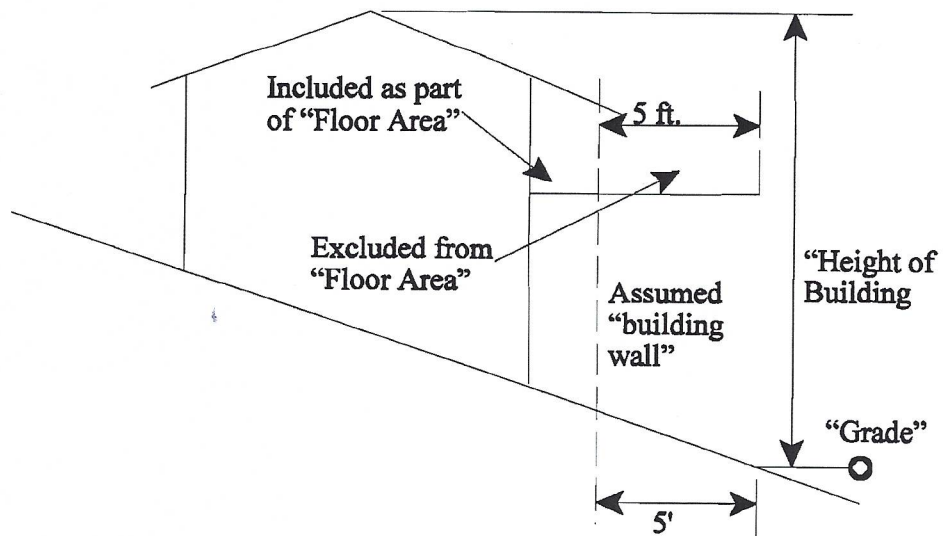 Included as part
of “Floor Area”
5 ft.
Excluded from
“Floor Area”
“Height of
Building
Assumed
“building
wall”
“Grade”
5'